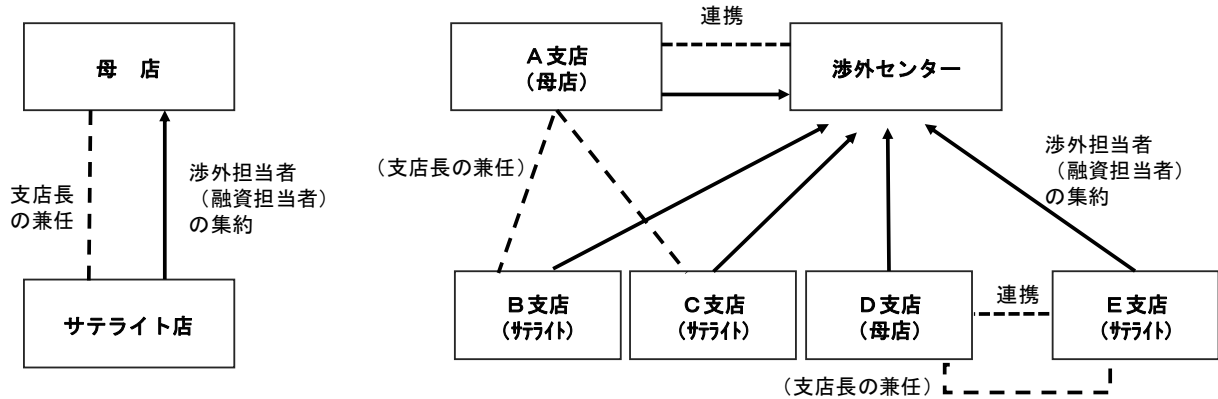 母　店
支店長
の兼任
渉外担当者
（融資担当者）
の集約
サテライト店
連携
Ａ支店
（母店）
渉外センター
（支店長の兼任）
渉外担当者
（融資担当者）
の集約
Ｂ支店
（ｻﾃﾗｲﾄ）
Ｃ支店
（ｻﾃﾗｲﾄ）
Ｄ支店
（母店）
連携
Ｅ支店
（ｻﾃﾗｲﾄ）
（支店長の兼任）